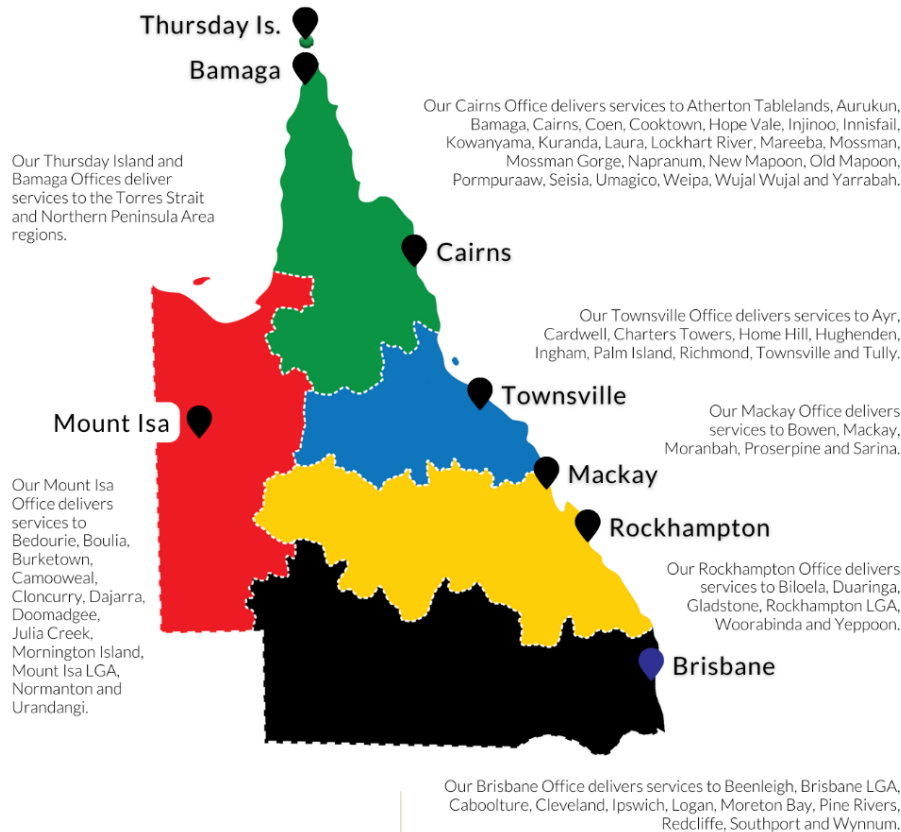 Thursday Is.
Bamaga
Our Cairns Office delivers services to Atherton Tablelands, Aurukun,
Bamaga, Cairns, Coen, Cooktown, Hope Vale, Injinoo, Innisfail,
Kowanyama, Kuranda, Laura, Lockhart River, Mareeba, Mossman,
Mossman Gorge, Napranum, New Mapoon, Old Mapoon,
Pormpuraaw, Seisia, Umagico, Weipa, Wujal Wujal and Yarrabah.
Our Thursday Island and
Bamaga Offices deliver
services to the Torres Strait
and Northern Peninsula Area
regions.
Cairns
Our Townsville Office delivers services to Ayr,
Cardwell, Charters Towers, Home Hill, Hughenden,
Ingham, Palm Island, Richmond, Townsville and Tully.
Townsville
Mount Isa
Our Mackay Office delivers
services to Bowen, Mackay,
Moranbah, Proserpine and Sarina.
Mackay
Our Mount Isa
Office delivers
services to
Bedourie, Boulia,
Burketown,
Camooweal,
Cloncurry, Dajarra,
Doomadgee,
Julia Creek,
Mornington Island,
Mount Isa LGA,
Normanton and
Urandangi.
Rockhampton
Our Rockhampton Office delivers
services to Biloela, Duaringa,
Gladstone, Rockhampton LGA,
Woorabinda and Yeppoon.
Brisbane
Our Brisbane Office delivers services to Beenleigh, Brisbane LGA,
Caboolture, Cleveland, Ipswich, Logan, Moreton Bay, Pine Rivers,
Redcliffe, Southport and Wynnum.